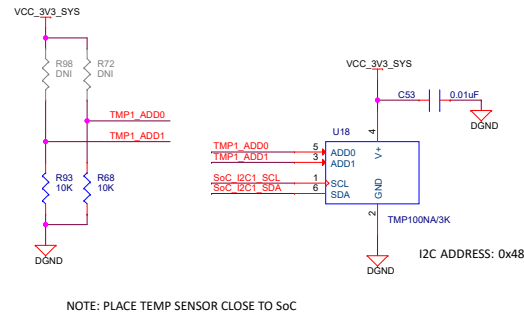 VCC_3V3_SYS
R98
DNI
R72
DNI
TMP1_ADD0
TMP1_ADD1
R93
10K
R68
10K
DGND
VCC_3V3_SYS
C53
0.01uF
DGND
U18
TMP1_ADD0
5
ADD0
TMP1_ADD1
3
ADD1
SoC_I2C1_SCL
1
SCL
SoC_I2C1_SDA
6
SDA
4
V+
GND
2
TMP100NA/3K
DGND
I2C ADDRESS: 0x48
NOTE: PLACE TEMP SENSOR CLOSE TO SoC